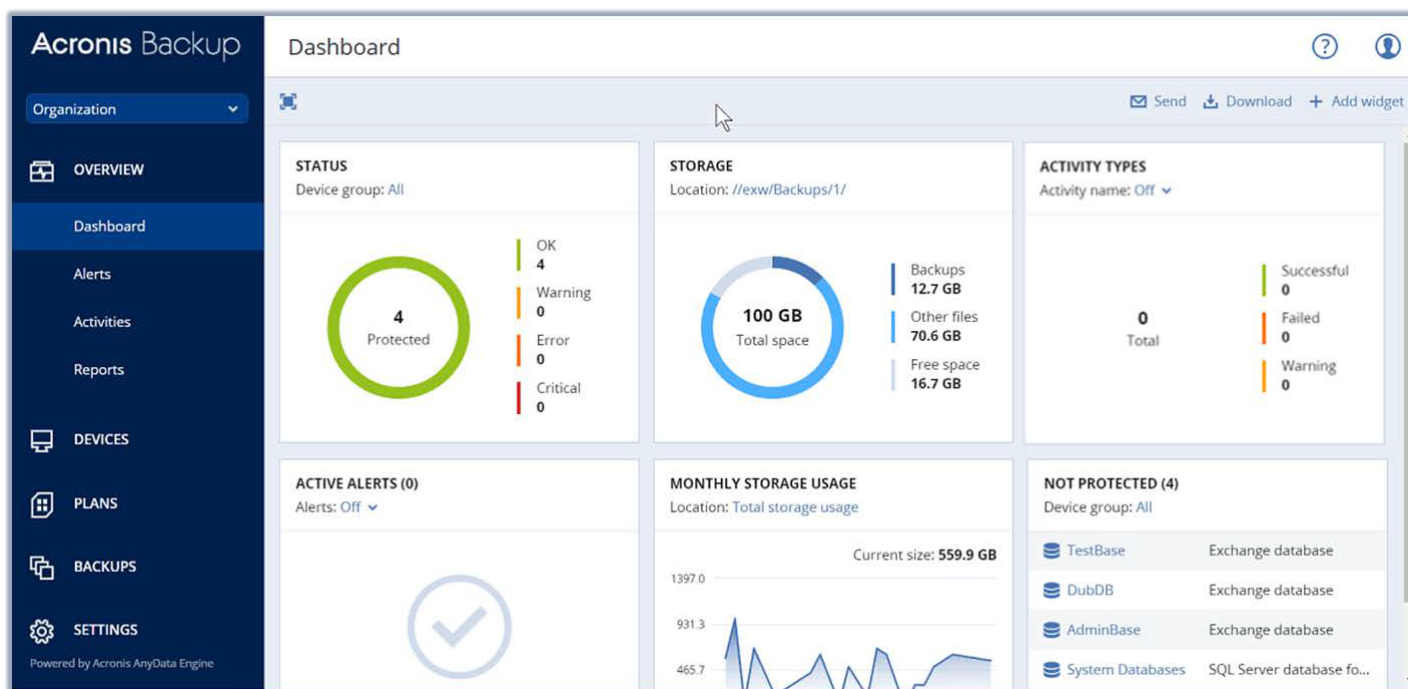 Acronis Backup
Dashboard
Organization
Send
Download
+ Add widget
OVERVIEW
Dashboard
Alerts
Activities
Reports
DEVICES
PLANS
BACKUPS
SETTINGS
Powered by Acronis AnyData Engine
STATUS
Device group: All
4
Protected
OK
4
Warning
0
Error
0
Critical
0
STORAGE
Location: //exw/Backups/1/
100 GB
Total space
Backups
12.7 GB
Other files
70.6 GB
Free space
16.7 GB
ACTIVITY TYPES
Activity name: Off
0
Total
Successful
0
Failed
0
Warning
0
ACTIVE ALERTS (0)
Alerts: Off
MONTHLY STORAGE USAGE
Location: Total storage usage
Current size: 559.9 GB
1397.0
931.3
465.7
NOT PROTECTED (4)
Device group: All
TestBase Exchange database
DubDB Exchange database
AdminBase Exchange database
System Databases SQL Server database fo...